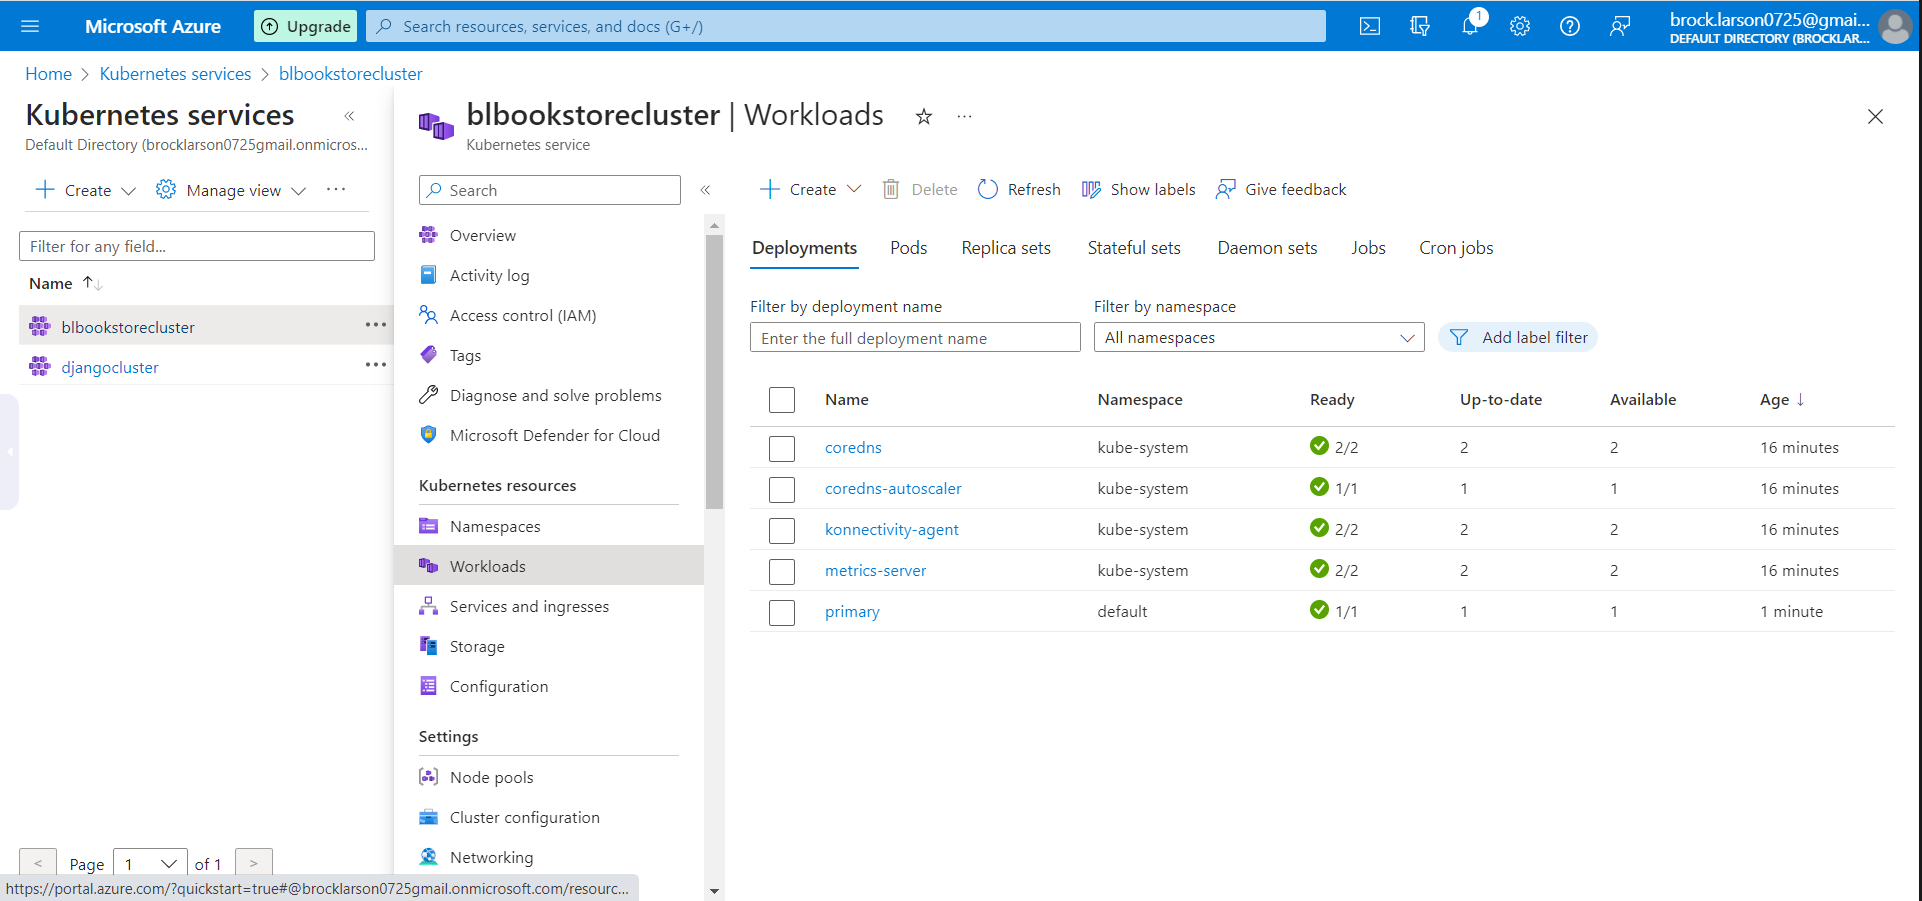 Microsoft Azure
Upgrade
Search resources, services, and docs (G+/)
1
brock.larson0725@gmai...
DEFAULT DIRECTORY (BROCKLAR...
Home > Kubernetes services > blbookstorecluster
Kubernetes services «
Default Directory (brocklarson0725gmail.onmicros...
Create
Manage view
...
Filter for any field...
Name ↑↓
blbookstorecluster ...
djangocluster ...
< Page 1 of 1 >
https://portal.azure.com/?quickstart=true#@brocklarson0725gmail.onmicrosoft.com/resourc...
blbookstorecluster | Workloads ...
Kubernetes service
Search «
Overview
Activity log
Access control (IAM)
Tags
Diagnose and solve problems
Microsoft Defender for Cloud
Kubernetes resources
Namespaces
Workloads
Services and ingresses
Storage
Configuration
Settings
Node pools
Cluster configuration
Networking
Create Delete Refresh Show labels Give feedback
Deployments Pods Replica sets Stateful sets Daemon sets Jobs Cron jobs
Filter by deployment name
Enter the full deployment name
Filter by namespace
All namespaces
Add label filter
Name Namespace Ready Up-to-date Available Age ↓
coredns kube-system 2/2 2 2 16 minutes
coredns-autoscaler kube-system 1/1 1 1 16 minutes
konnectivity-agent kube-system 2/2 2 2 16 minutes
metrics-server kube-system 2/2 2 2 16 minutes
primary default 1/1 1 1 1 minute